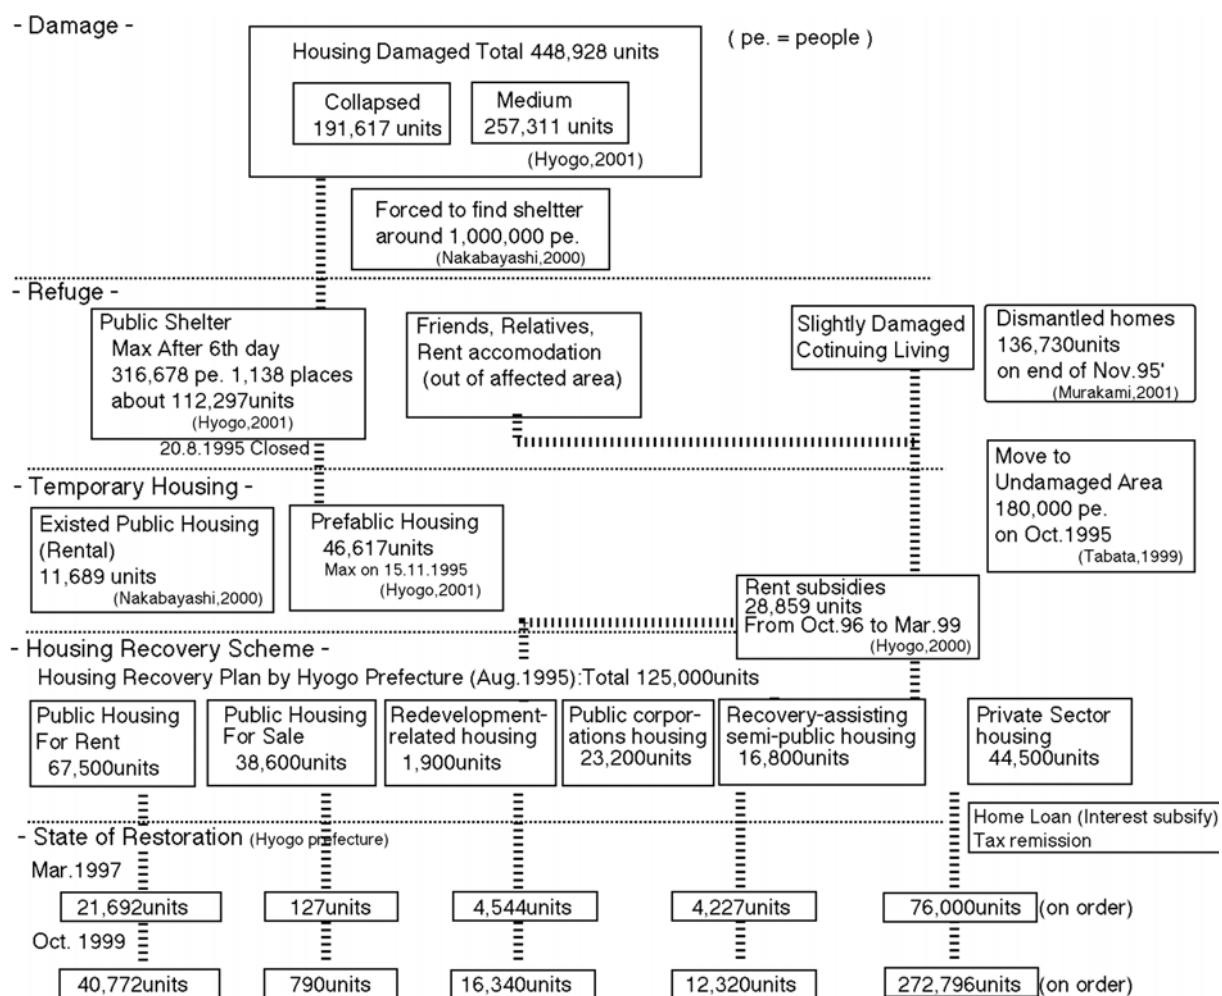 - Damage -
Housing Damaged Total 448,928 units
( pe. = people )
Collapsed
191,617 units
Medium
257,311 units
(Hyogo,2001)
Forced to find sheltter
around 1,000,000 pe.
(Nakabayashi,2000)
- Refuge -
Public Shelter
Max After 6th day
316,678 pe. 1,138 places
about 112,297units
(Hyogo,2001)
20.8.1995 Closed
Friends, Relatives,
Rent accomodation
(out of affected area)
Slightly Damaged
Cotinuing Living
Dismantled homes
136,730units
on end of Nov.95'
(Murakami,2001)
Move to
Undamaged Area
180,000 pe.
on Oct.1995
(Tabata,1999)
- Temporary Housing -
Existed Public Housing
(Rental)
11,689 units
(Nakabayashi,2000)
Prefablic Housing
46,617units
Max on 15.11.1995
(Hyogo,2001)
Rent subsidies
28,859 units
From Oct.96 to Mar.99
(Hyogo,2000)
- Housing Recovery Scheme -
Housing Recovery Plan by Hyogo Prefecture (Aug.1995):Total 125,000units
Public Housing
For Rent
67,500units
Public Housing
For Sale
38,600units
Redevelopment-
related housing
1,900units
Public corpor-
ations housing
23,200units
Recovery-assisting
semi-public housing
16,800units
Private Sector
housing
44,500units
Home Loan (Interest subsify)
Tax remission
- State of Restoration (Hyogo prefecture)
Mar.1997
21,692units
127units
4,544units
4,227units
76,000units (on order)
Oct. 1999
40,772units
790units
16,340units
12,320units
272,796units (on order)